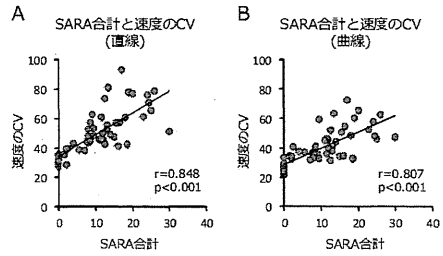 A
SARA合計と速度のCV
(直線)
速度のCV
100
80
60
40
20
0
r=0.848
p<0.001
0 10 20 30 40
SARA合計
B
SARA合計と速度のCV
(曲線)
速度のCV
100
80
60
40
20
0
r=0.807
p<0.001
0 10 20 30 40
SARA合計